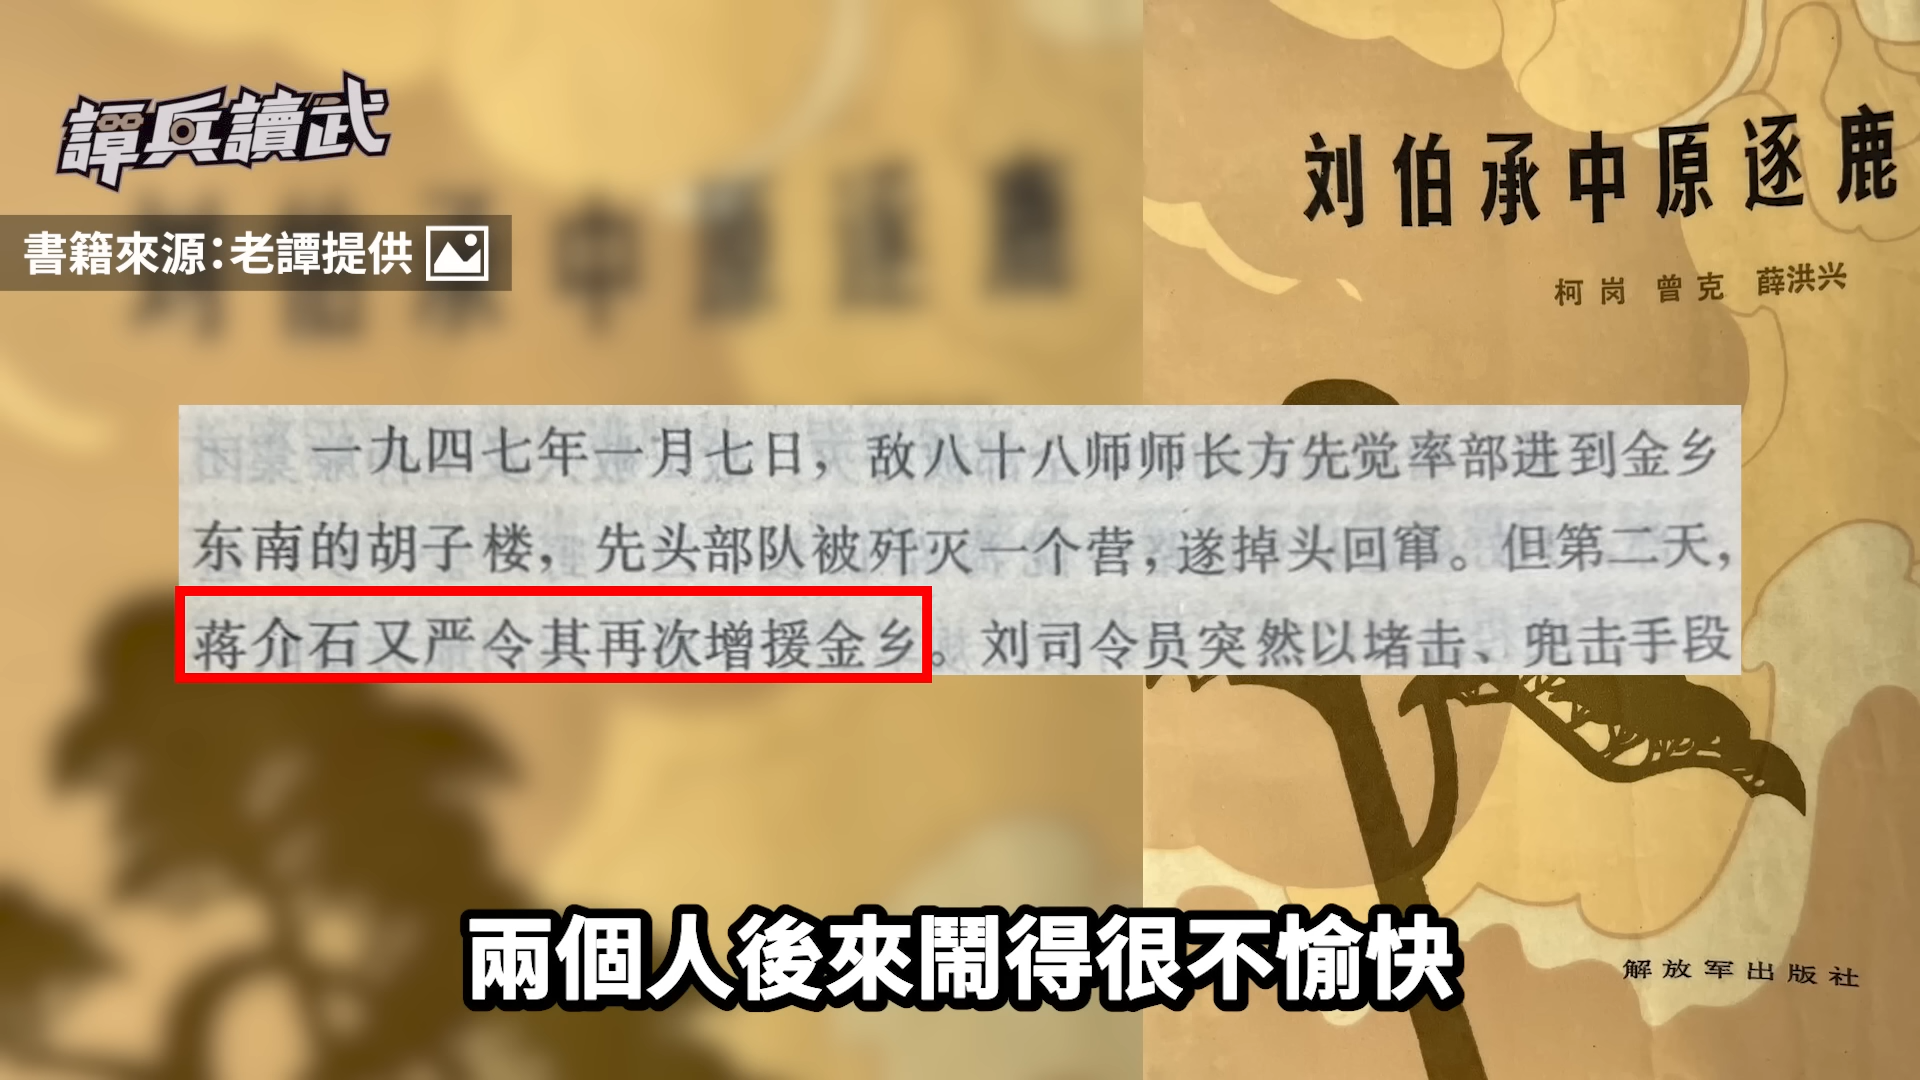 譚兵讀武
書籍來源:老譚提供
刘伯承中原逐鹿
柯岗 曾克 薛洪兴
一九四七年一月七日，敌八十八师师长方先觉率部进到金乡
东南的胡子楼，先头部队被歼灭一个营，遂掉头回窜。但第二天，
蒋介石又严令其再次增援金乡。刘司令员突然以堵击、兜击手段
兩個人後來鬧得很不愉快
解放军出版社